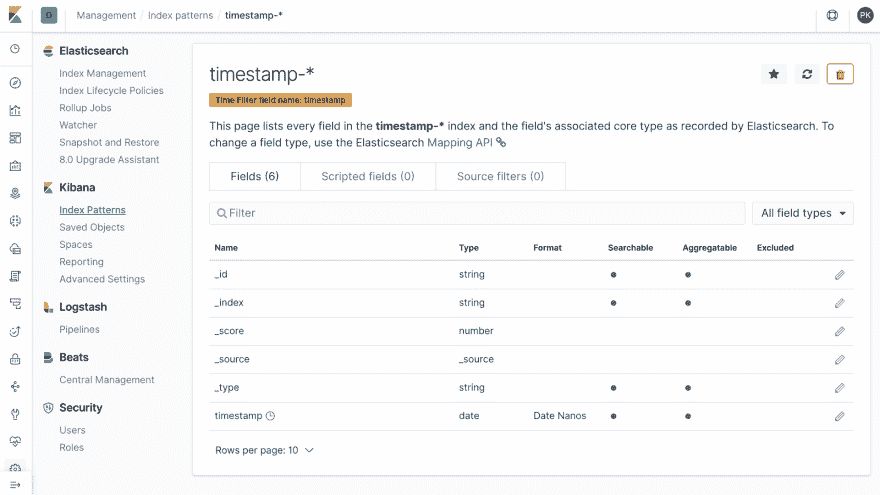 D
Management / Index patterns / timestamp-*
PK
Elasticsearch
Index Management
Index Lifecycle Policies
Rollup Jobs
Watcher
Snapshot and Restore
8.0 Upgrade Assistant
Kibana
Index Patterns
Saved Objects
Spaces
Reporting
Advanced Settings
Logstash
Pipelines
Beats
Central Management
Security
Users
Roles
timestamp-*
Time Filter field name: timestamp
This page lists every field in the timestamp-* index and the field's associated core type as recorded by Elasticsearch. To
change a field type, use the Elasticsearch Mapping API
Fields (6) Scripted fields (0) Source filters (0)
Filter All field types
Name Type Format Searchable Aggregatable Excluded
_id string
_index string
_score number
_source _source
_type string
timestamp date Date Nanos
Rows per page: 10